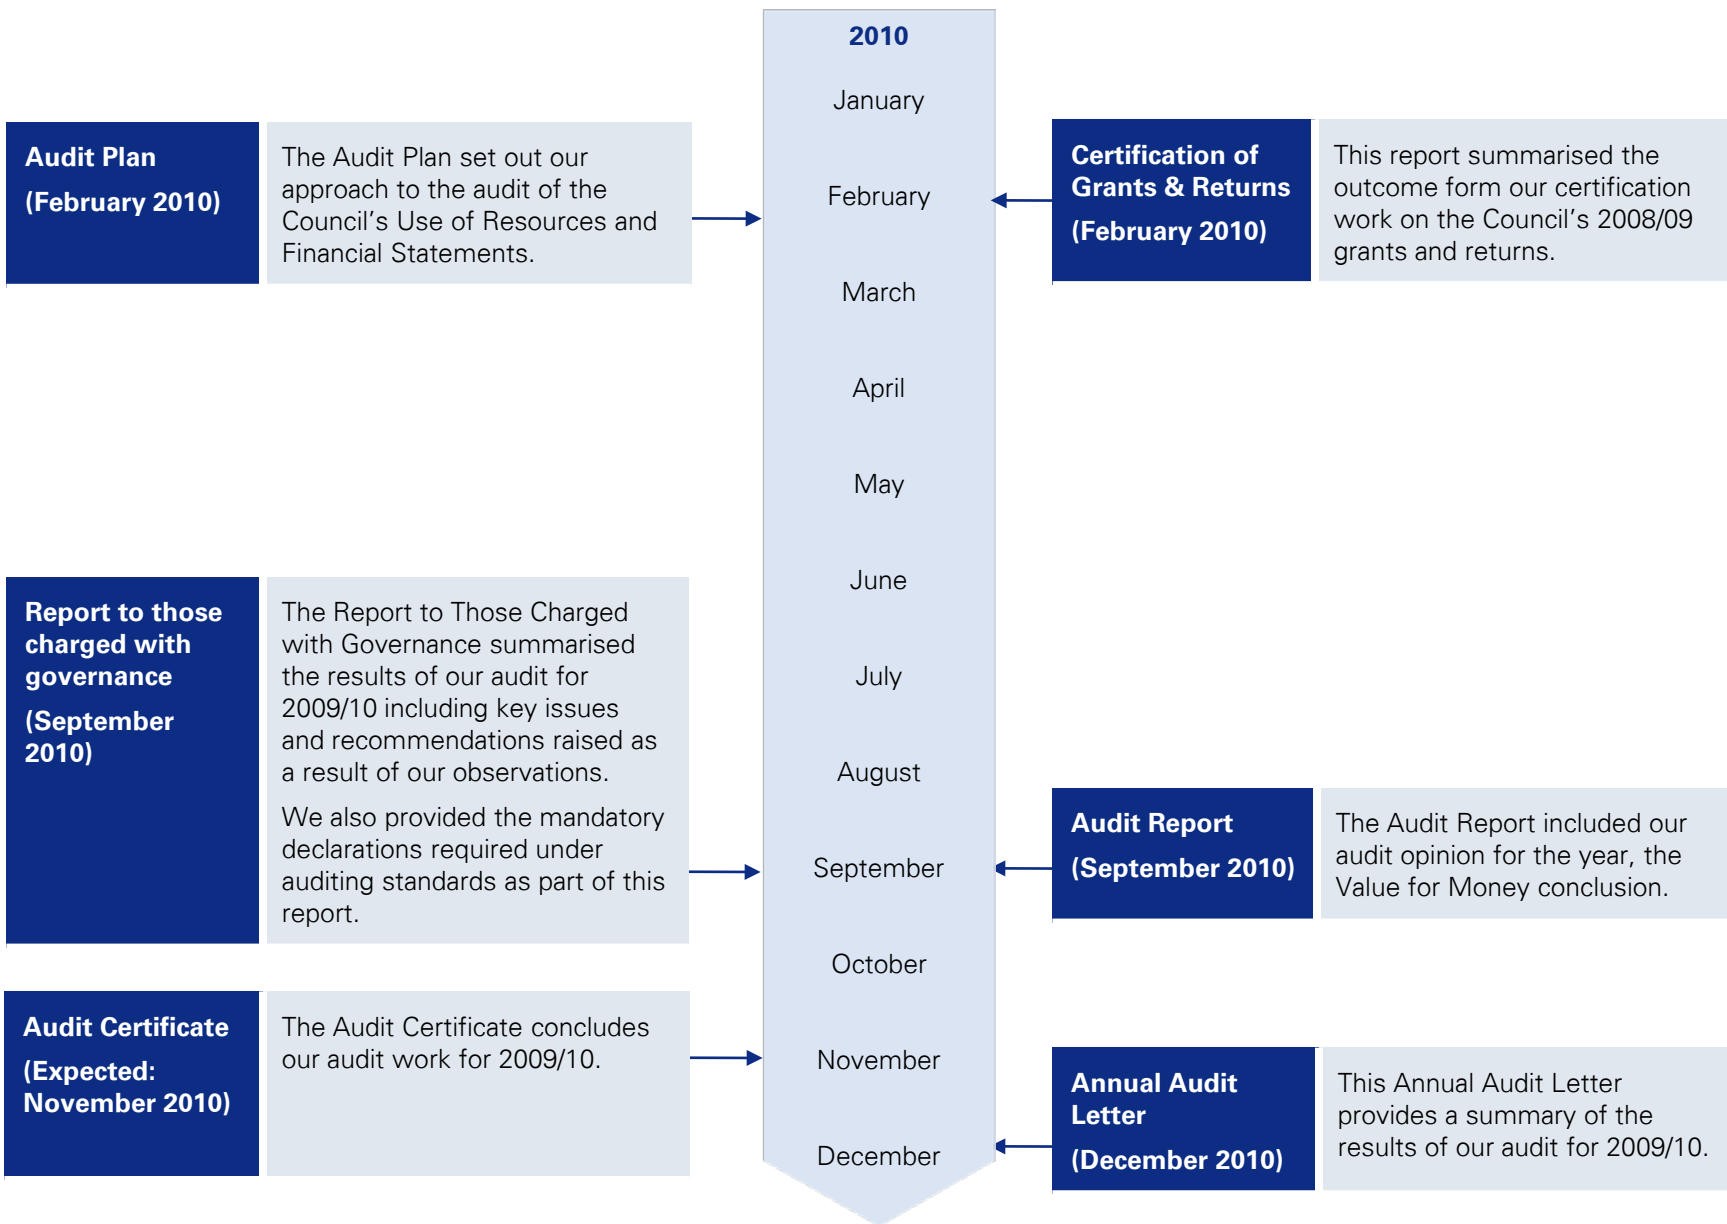 2010
January
February
March
April
May
June
July
August
September
October
November
December
Audit Plan
(February 2010)
The Audit Plan set out our
approach to the audit of the
Council's Use of Resources and
Financial Statements.
Certification of
Grants & Returns
(February 2010)
This report summarised the
outcome form our certification
work on the Council's 2008/09
grants and returns.
Report to those
charged with
governance
(September
2010)
The Report to Those Charged
with Governance summarised
the results of our audit for
2009/10 including key issues
and recommendations raised as
a result of our observations.
We also provided the mandatory
declarations required under
auditing standards as part of this
report.
Audit Report
(September 2010)
The Audit Report included our
audit opinion for the year, the
Value for Money conclusion.
Audit Certificate
(Expected:
November 2010)
The Audit Certificate concludes
our audit work for 2009/10.
Annual Audit
Letter
(December 2010)
This Annual Audit Letter
provides a summary of the
results of our audit for 2009/10.